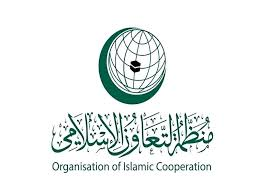 منظمة التعاون الإسلامي
Organisation of Islamic Cooperation